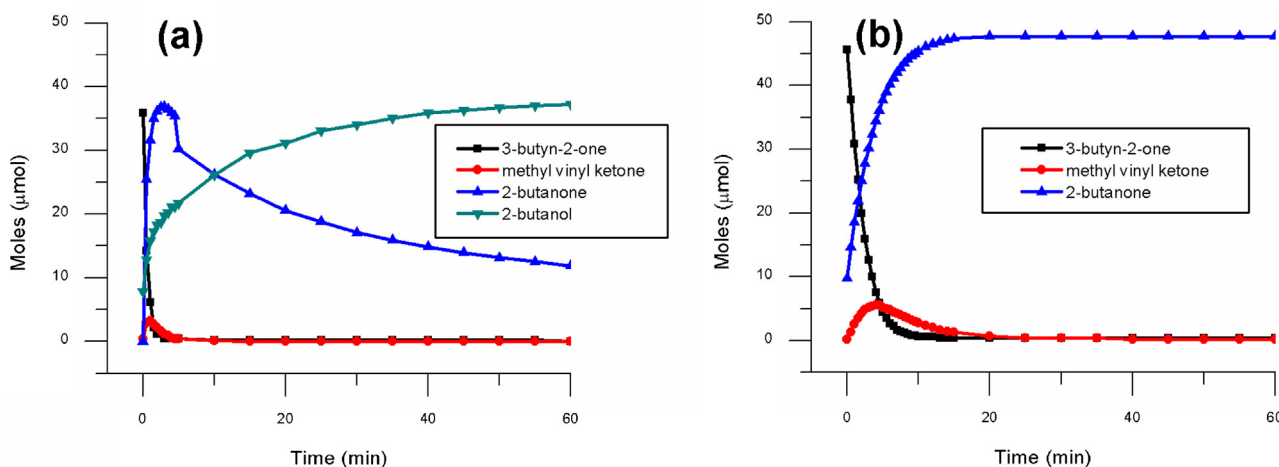 (a)
50
40
30
20
10
0
Moles (μmol)
0
20
40
60
Time (min)
3-butyn-2-one
methyl vinyl ketone
2-butanone
2-butanol
(b)
50
40
30
20
10
0
Moles (μmol)
0
20
40
60
Time (min)
3-butyn-2-one
methyl vinyl ketone
2-butanone